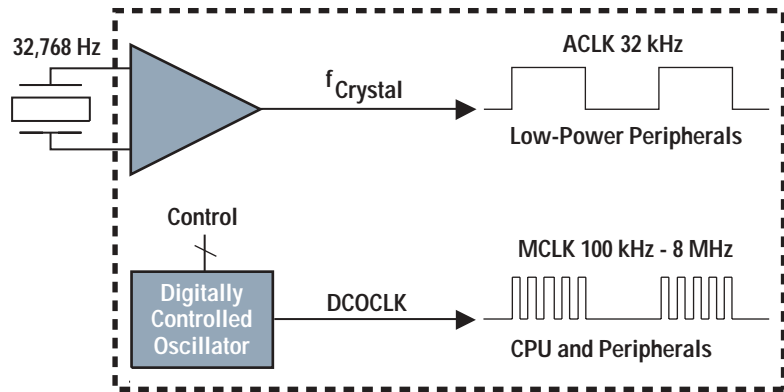 32,768 Hz
ACLK 32 kHz
fCrystal
Low-Power Peripherals
Control
MCLK 100 kHz - 8 MHz
Digitally
Controlled
Oscillator
DCOCLK
CPU and Peripherals